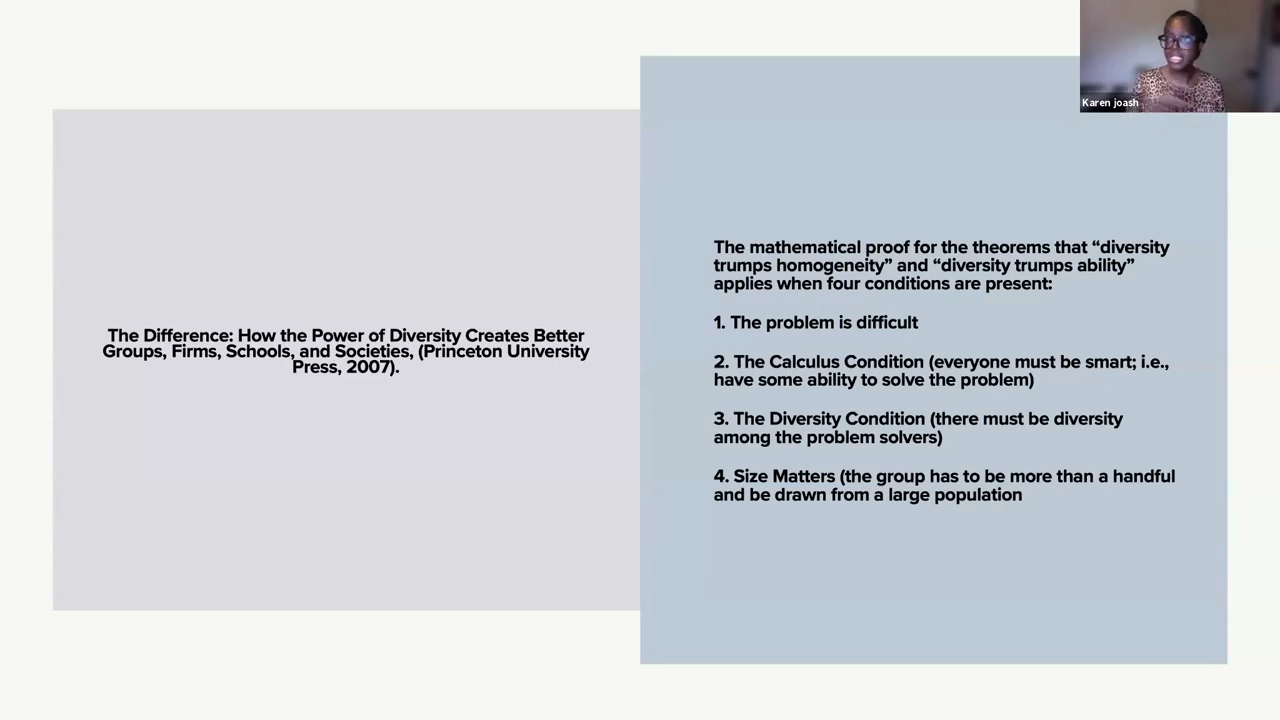 Karen joash
The Difference: How the Power of Diversity Creates Better
Groups, Firms, Schools, and Societies, (Princeton University
Press, 2007).
The mathematical proof for the theorems that “diversity
trumps homogeneity” and “diversity trumps ability”
applies when four conditions are present:
1. The problem is difficult
2. The Calculus Condition (everyone must be smart; i.e.,
have some ability to solve the problem)
3. The Diversity Condition (there must be diversity
among the problem solvers)
4. Size Matters (the group has to be more than a handful
and be drawn from a large population